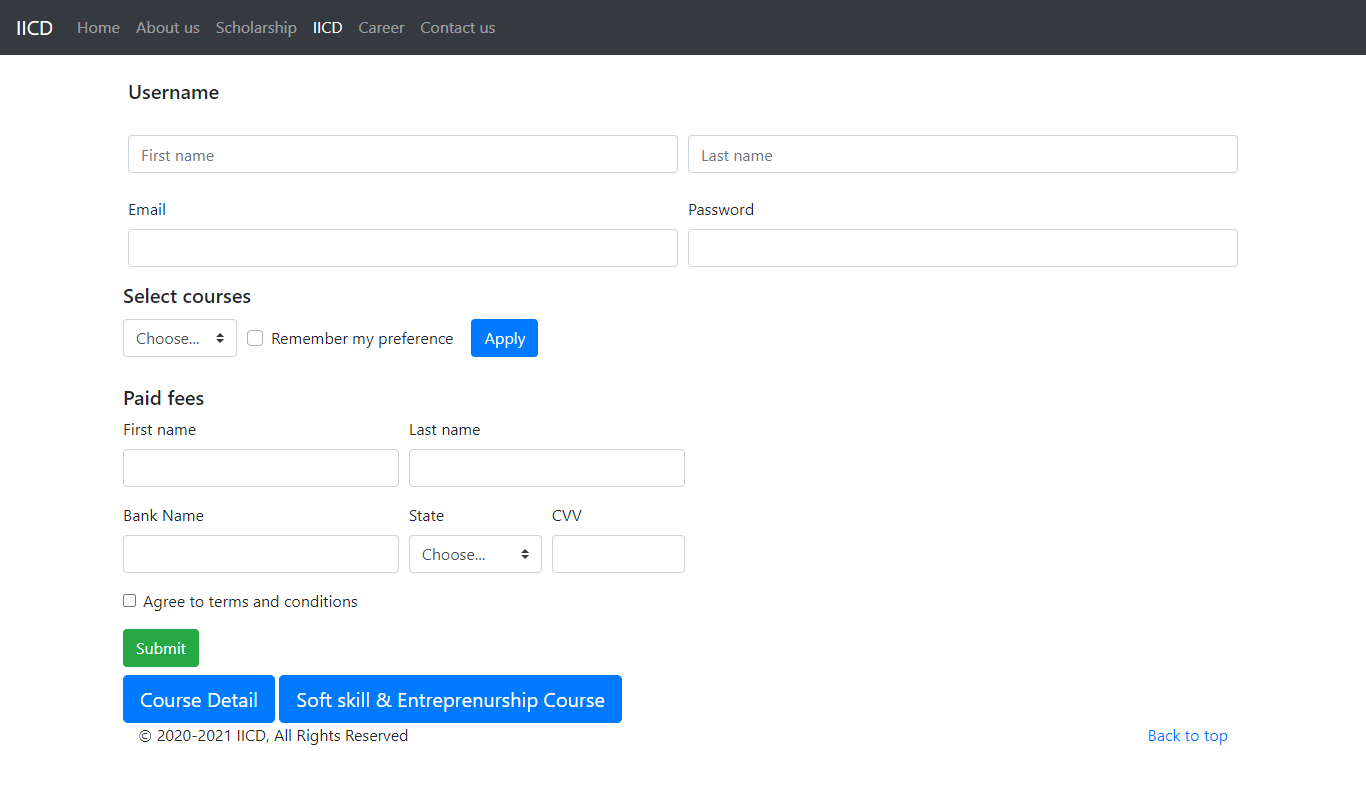 IICD Home About us Scholarship IICD Career Contact us
Username
First name Last name
Email Password
Select courses
Choose... Remember my preference Apply
Paid fees
First name Last name
Bank Name State CVV
Choose...
Agree to terms and conditions
Submit
Course Detail Soft skill & Entreprenurship Course
© 2020-2021 IICD, All Rights Reserved Back to top